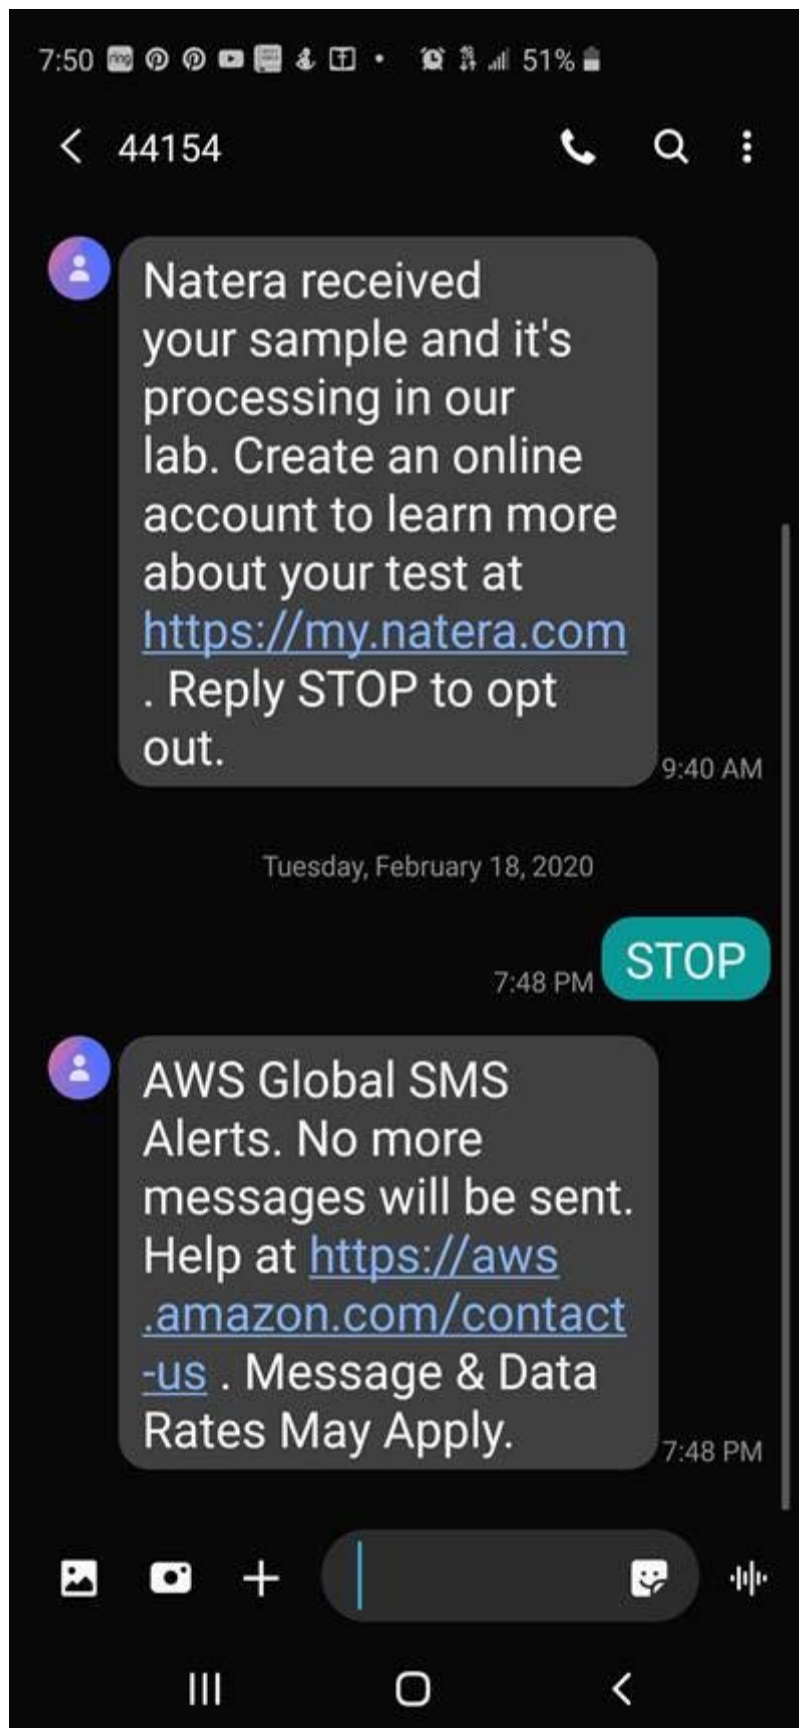 7:50 ring 51%
44154
Natera received
your sample and it's
processing in our
lab. Create an online
account to learn more
about your test at
https://my.natera.com
. Reply STOP to opt
out.
9:40 AM
Tuesday, February 18, 2020
STOP
7:48 PM
AWS Global SMS
Alerts. No more
messages will be sent.
Help at https://aws
.amazon.com/contact
-us . Message & Data
Rates May Apply.
7:48 PM